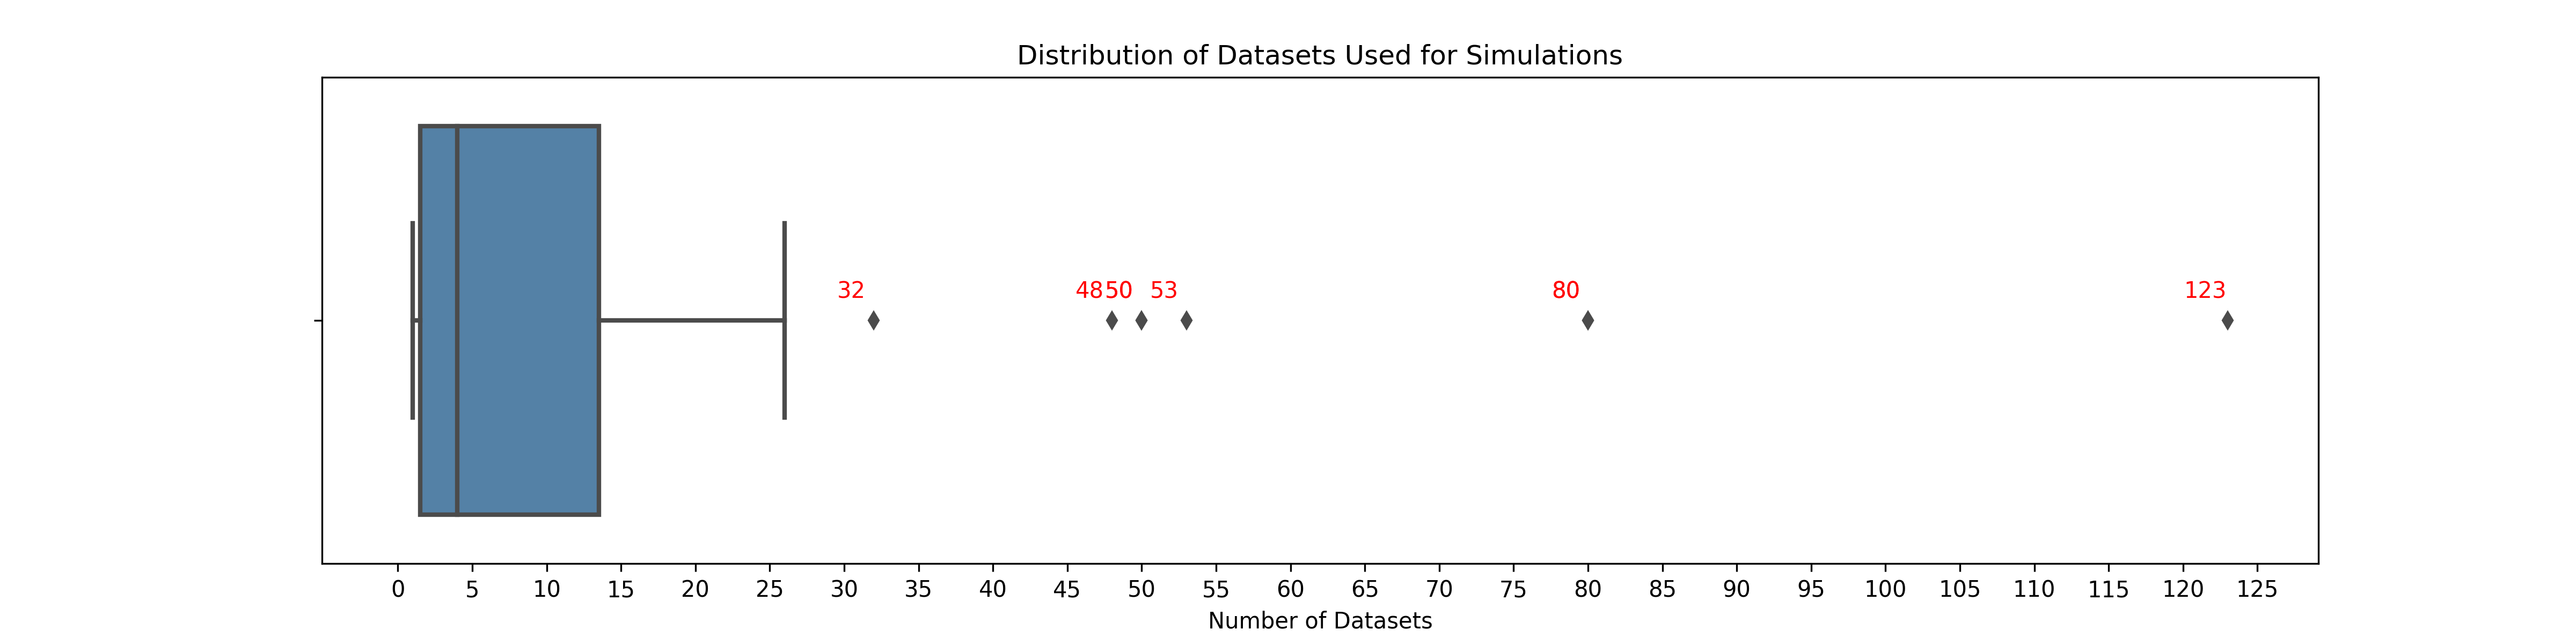 Distribution of Datasets Used for Simulations
32 48 50 53 80 123
0 5 10 15 20 25 30 35 40 45 50 55 60 65 70 75 80 85 90 95 100 105 110 115 120 125
Number of Datasets